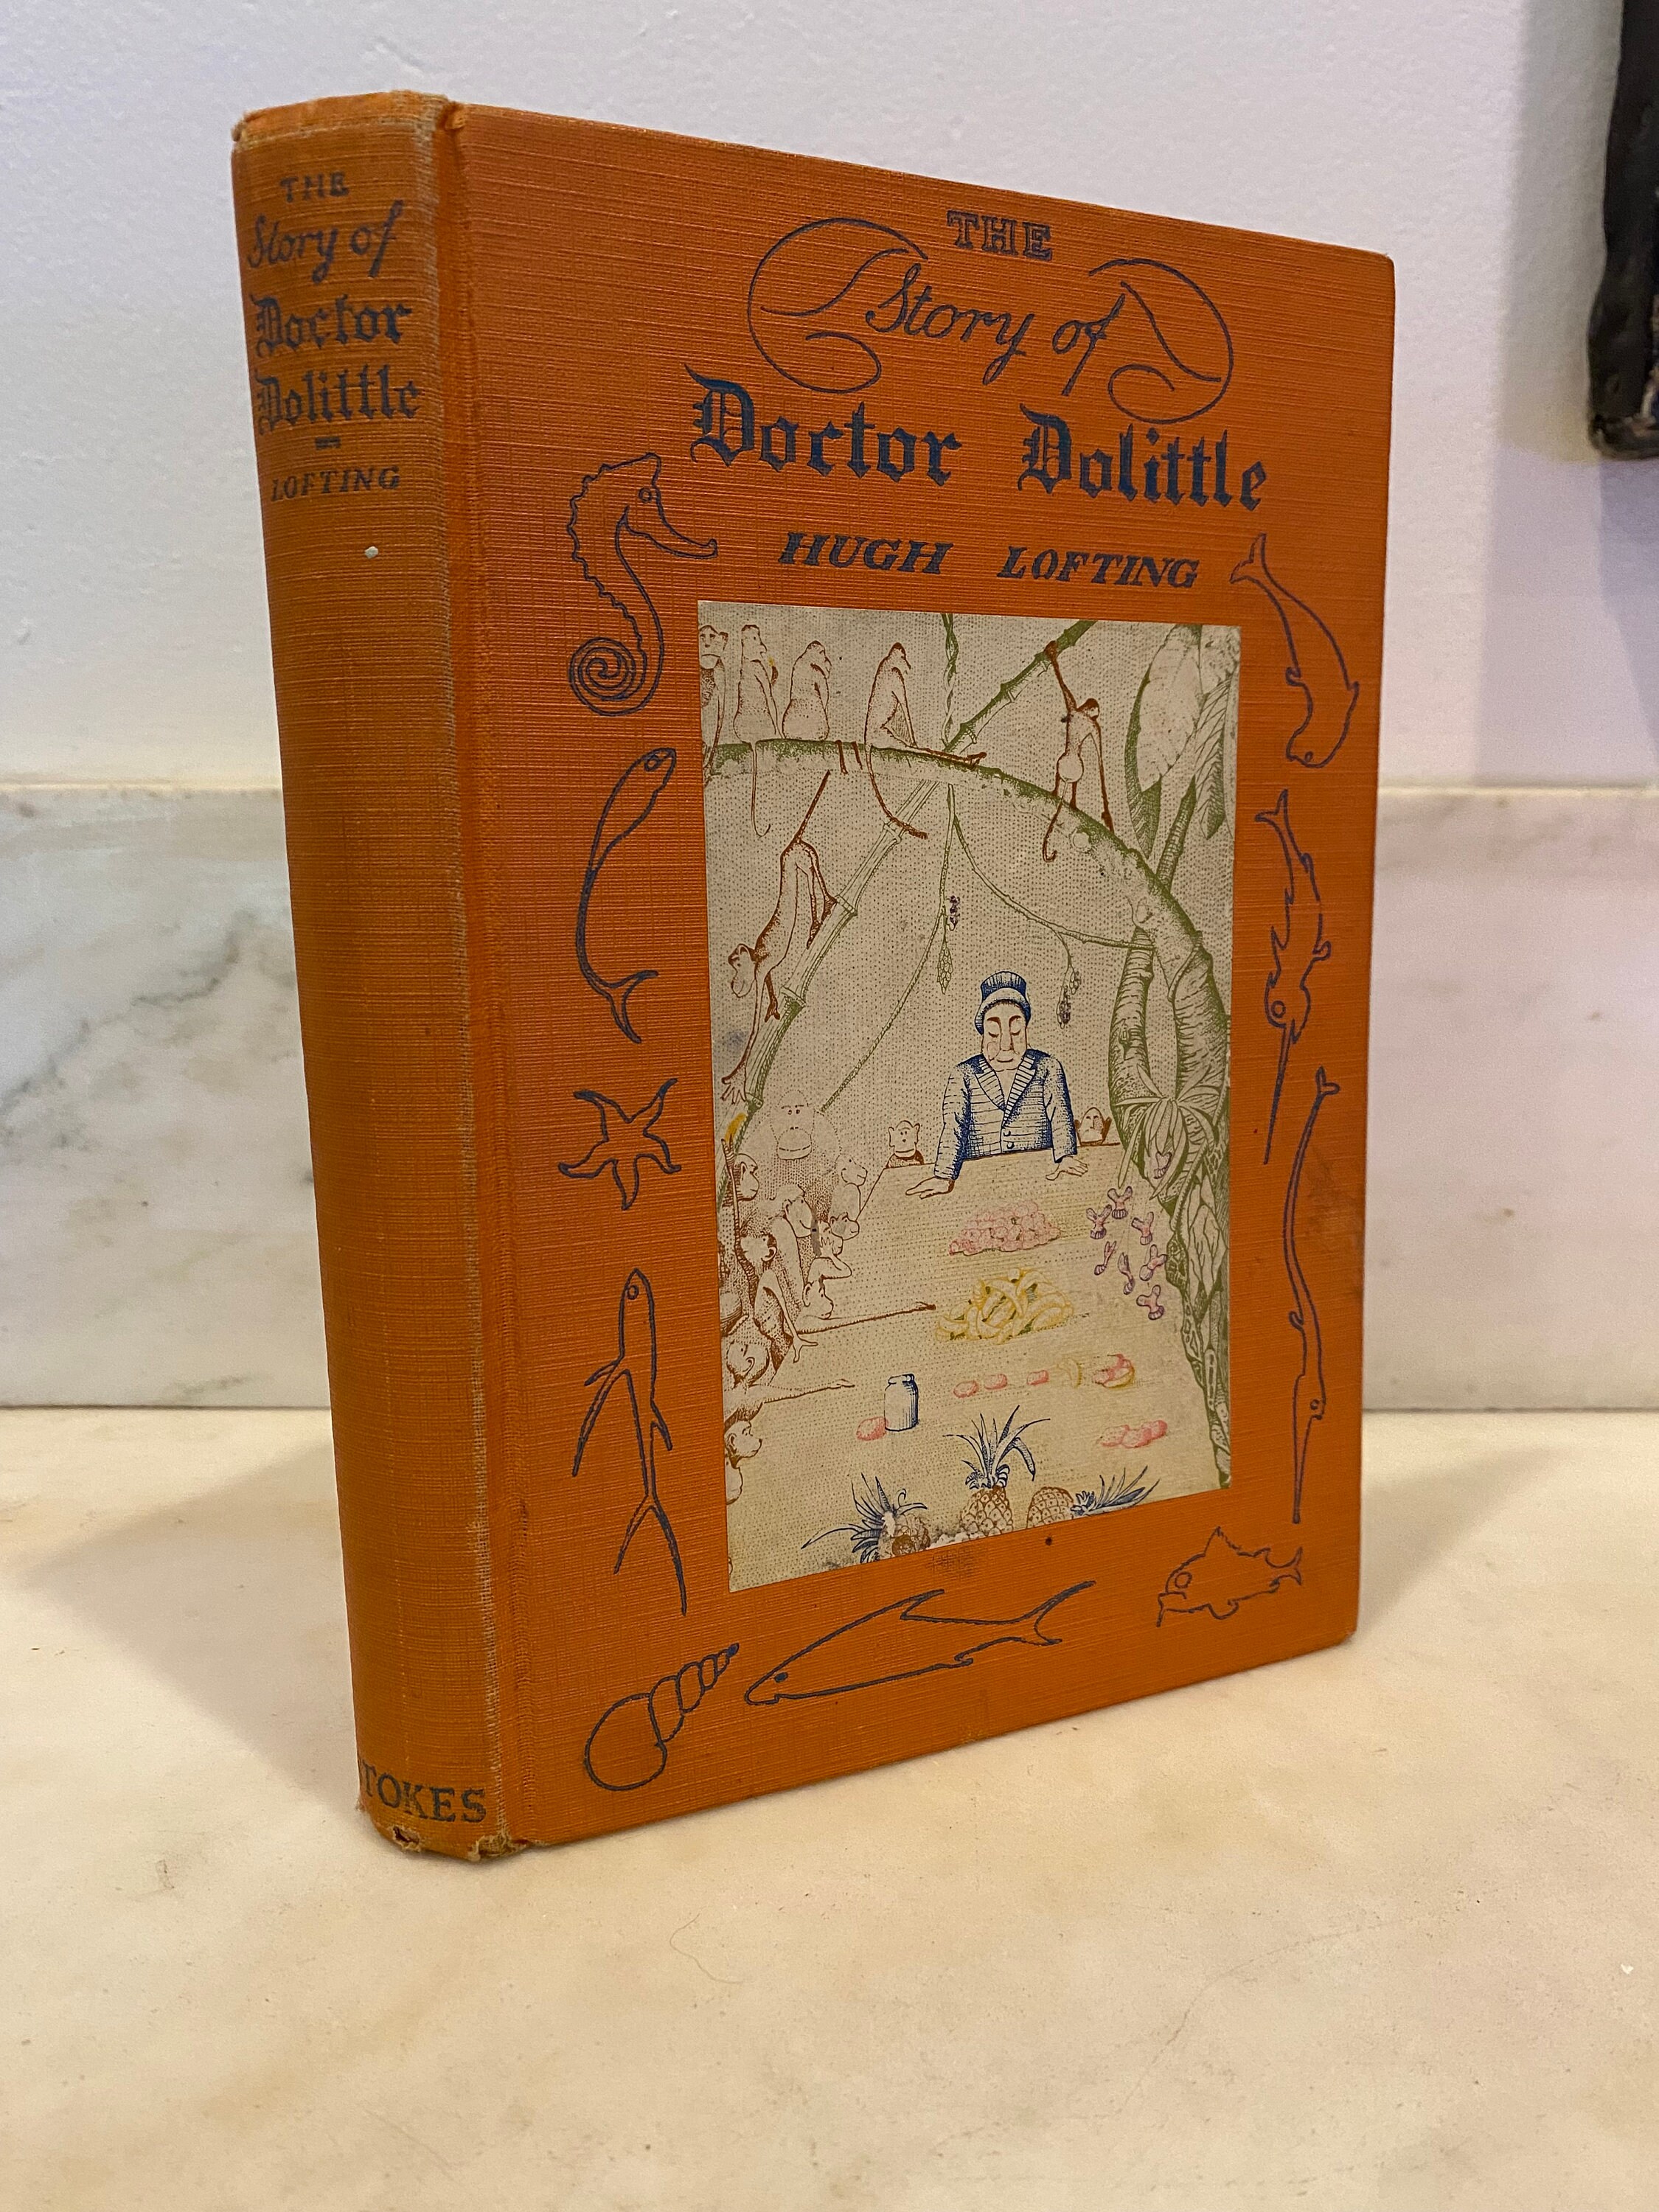 THE
Story of
Doctor
Dolittle
LOFTING
STOKES
THE
Story of
Doctor Dolittle
HUGH LOFTING